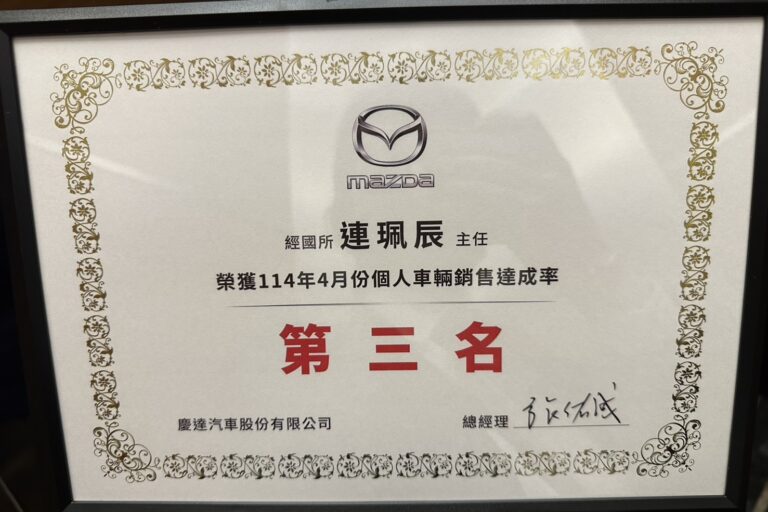 mazda
經國所 連珮辰 主任
榮獲114年4月份個人車輛銷售達成率
第三名
慶達汽車股份有限公司
總經理